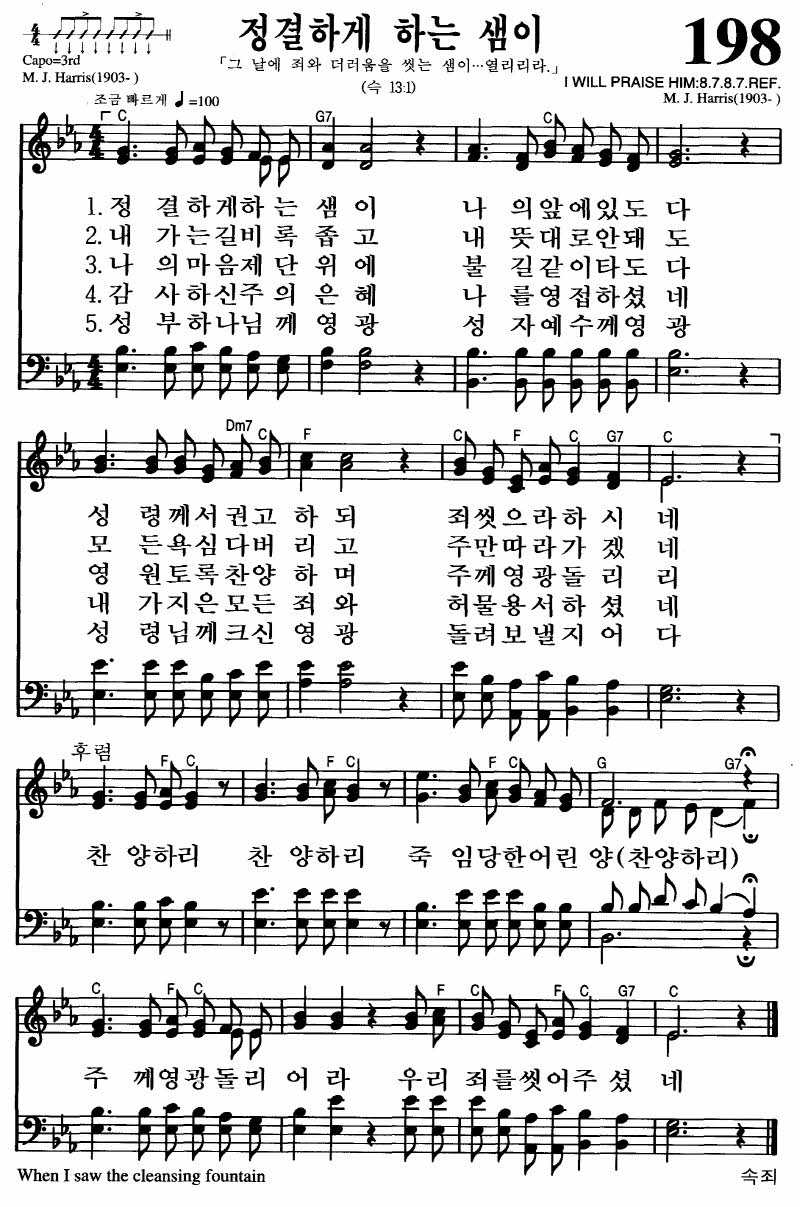 정결하게 하는 샘이
198
Capo=3rd
M. J. Harris(1903- )
「그 날에 죄와 더러움을 씻는 샘이…열리리라.」
(슥 13:1)
I WILL PRAISE HIM:8.7.8.7.REF.
M. J. Harris(1903- )
조금 빠르게 ♩=100
C G7 C
1. 정 결하게하는 샘이 나 의앞에있도 다
2. 내 가는길비록 좁고 내 뜻대로안돼 도
3. 나 의마음제단 위에 불 길같이타도 다
4. 감 사하신주의 은혜 나 를영접하셨 네
5. 성 부하나님께 영광 성 자예수께영 광
Dm7 C F C F C G7 C
성 령께서권고 하되 죄씻으라하시 네
모 든욕심다버 리고 주만따라가겠 네
영 원토록찬양 하며 주께영광돌리 리
내 가지은모든 죄와 허물용서하셨 네
성 령님께크신 영광 돌려보낼지어 다
후렴
F C F C G G7
찬 양하리 찬 양하리 죽 임당한어린 양(찬양하리)
C F C F C G7 C
주 께영광돌리 어라 우리 죄를씻어주셨 네
When I saw the cleansing fountain
속죄